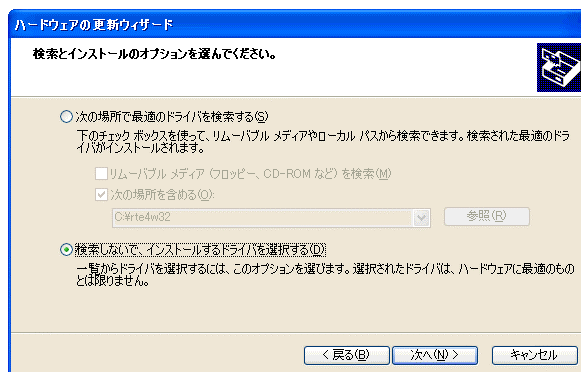 ハードウェアの更新ウィザード
検索とインストールのオプションを選んでください。
次の場所で最適のドライバを検索する(S)
下のチェック ボックスを使って、リムーバブル メディアやローカル パスから検索できます。検索された最適のドラ
イバがインストールされます。
リムーバブル メディア (フロッピー、CD-ROM など) を検索(M)
次の場所を含める(O):
C:¥rte4w32
参照(R)
検索しないで、インストールするドライバを選択する(D)
一覧からドライバを選択するには、このオプションを選びます。選択されたドライバは、ハードウェアに最適のもの
とは限りません。
< 戻る(B)
次へ(N) >
キャンセル